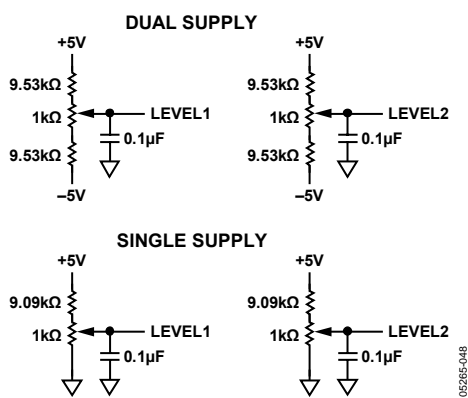 DUAL SUPPLY
+5V
9.53kΩ
1kΩ
LEVEL1
0.1µF
9.53kΩ
–5V
+5V
9.53kΩ
1kΩ
LEVEL2
0.1µF
9.53kΩ
–5V
SINGLE SUPPLY
+5V
9.09kΩ
1kΩ
LEVEL1
0.1µF
+5V
9.09kΩ
1kΩ
LEVEL2
0.1µF
05265-048